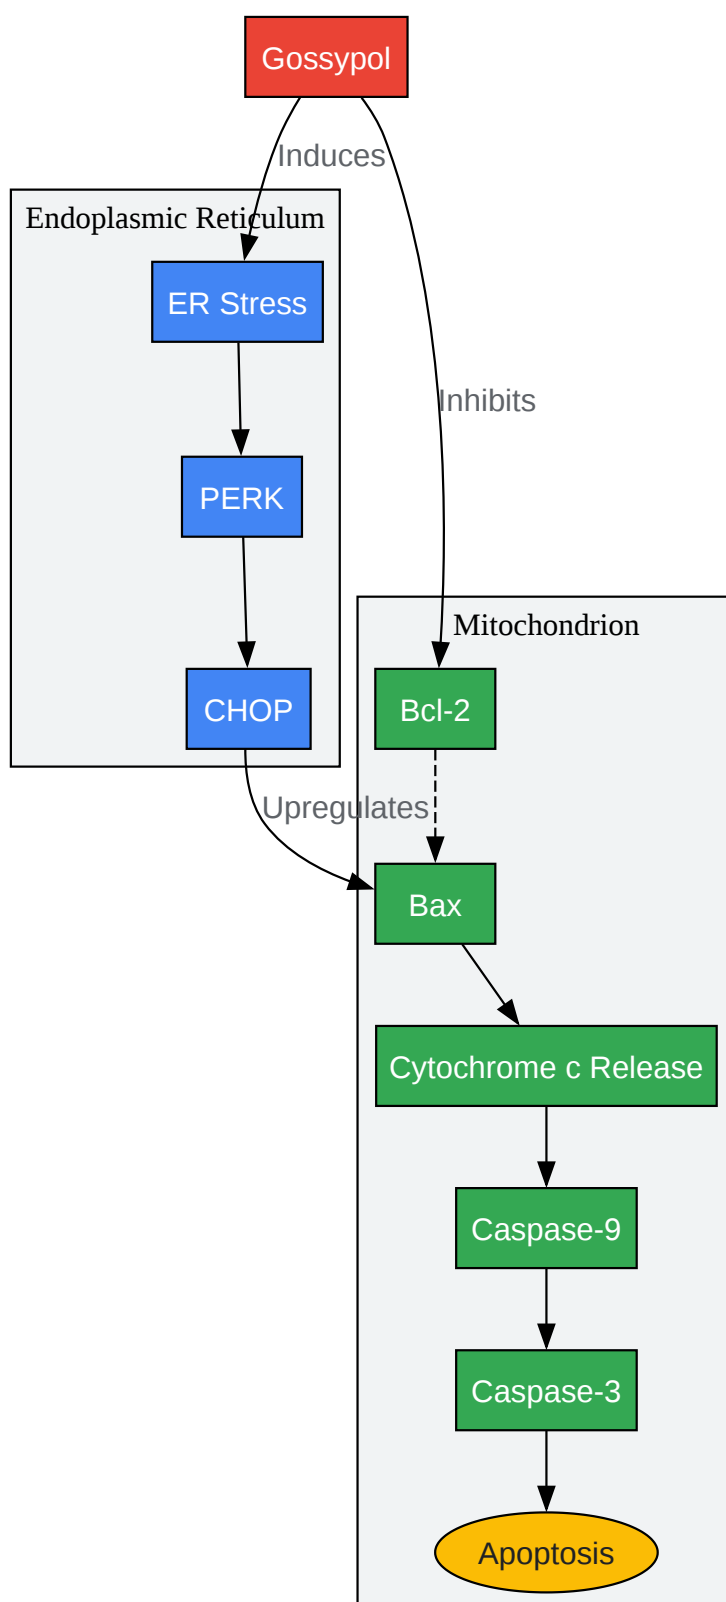 Gossypol
Induces
Endoplasmic Reticulum
ER Stress
Inhibits
PERK
Mitochondrion
CHOP
Bcl-2
Upregulates
Bax
Cytochrome c Release
Caspase-9
Caspase-3
Apoptosis